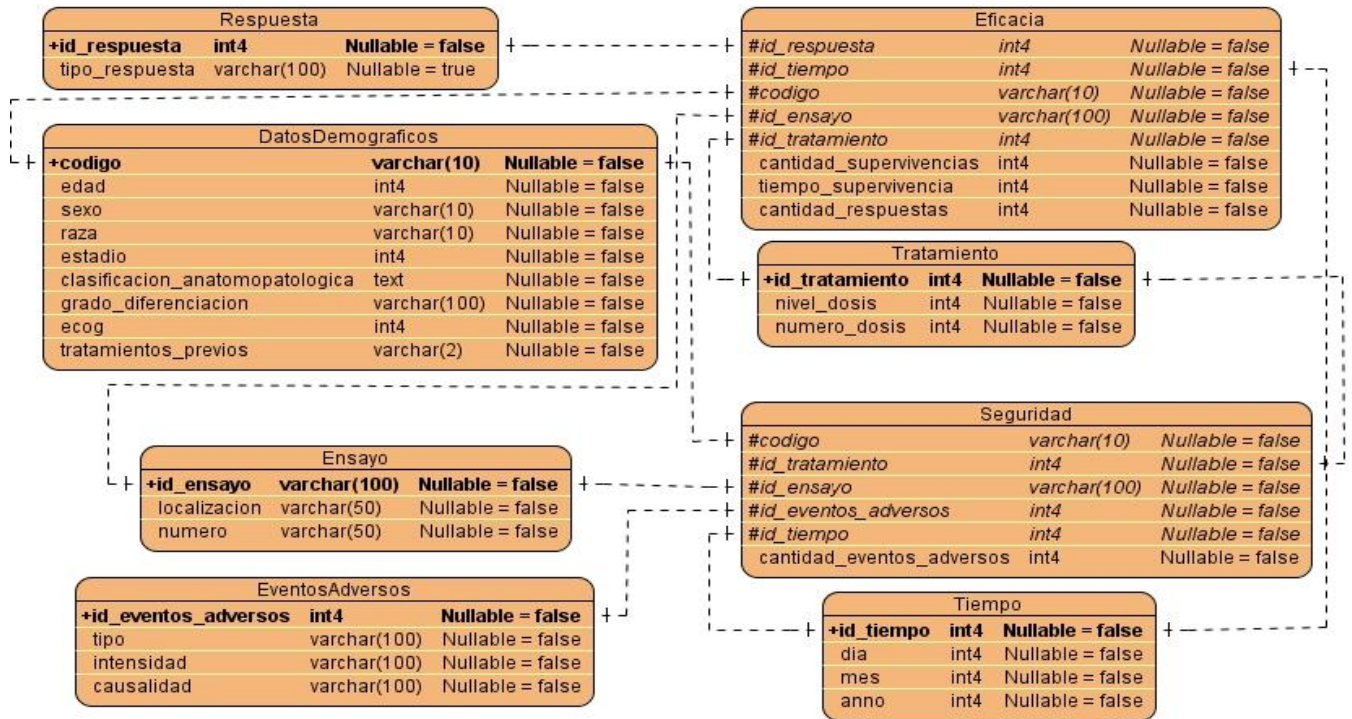 Respuesta
+id_respuesta int4 Nullable = false
tipo_respuesta varchar(100) Nullable = true
Eficacia
#id_respuesta int4 Nullable = false
#id_tiempo int4 Nullable = false
#codigo varchar(10) Nullable = false
#id_ensayo varchar(100) Nullable = false
#id_tratamiento int4 Nullable = false
cantidad_supervivencias int4 Nullable = false
tiempo_supervivencia int4 Nullable = false
cantidad_respuestas int4 Nullable = false
DatosDemograficos
+codigo varchar(10) Nullable = false
edad int4 Nullable = false
sexo varchar(10) Nullable = false
raza varchar(10) Nullable = false
estadio int4 Nullable = false
clasificacion_anatomopatologica text Nullable = false
grado_diferenciacion varchar(100) Nullable = false
ecog int4 Nullable = false
tratamientos_previos varchar(2) Nullable = false
Tratamiento
+id_tratamiento int4 Nullable = false
nivel_dosis int4 Nullable = false
numero_dosis int4 Nullable = false
Seguridad
#codigo varchar(10) Nullable = false
#id_tratamiento int4 Nullable = false
#id_ensayo varchar(100) Nullable = false
#id_eventos_adversos int4 Nullable = false
#id_tiempo int4 Nullable = false
cantidad_eventos_adversos int4 Nullable = false
Ensayo
+id_ensayo varchar(100) Nullable = false
localizacion varchar(50) Nullable = false
numero varchar(50) Nullable = false
EventosAdversos
+id_eventos_adversos int4 Nullable = false
tipo varchar(100) Nullable = false
intensidad varchar(100) Nullable = false
causalidad varchar(100) Nullable = false
Tiempo
+id_tiempo int4 Nullable = false
dia int4 Nullable = false
mes int4 Nullable = false
anno int4 Nullable = false